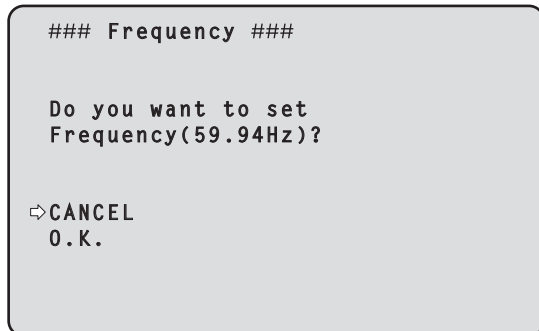 ### Frequency ###
Do you want to set
Frequency(59.94Hz)?
⇨CANCEL
O.K.